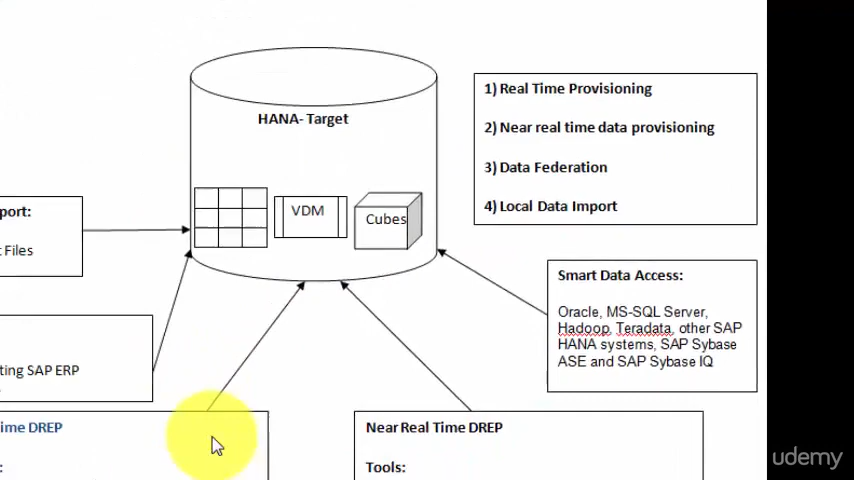 HANA- Target
VDM
Cubes
1) Real Time Provisioning
2) Near real time data provisioning
3) Data Federation
4) Local Data Import
port:
t Files
Smart Data Access:
Oracle, MS-SQL Server,
Hadoop, Teradata, other SAP
HANA systems, SAP Sybase
ASE and SAP Sybase IQ
ting SAP ERP
ime DREP
:
Near Real Time DREP
Tools:
udemy